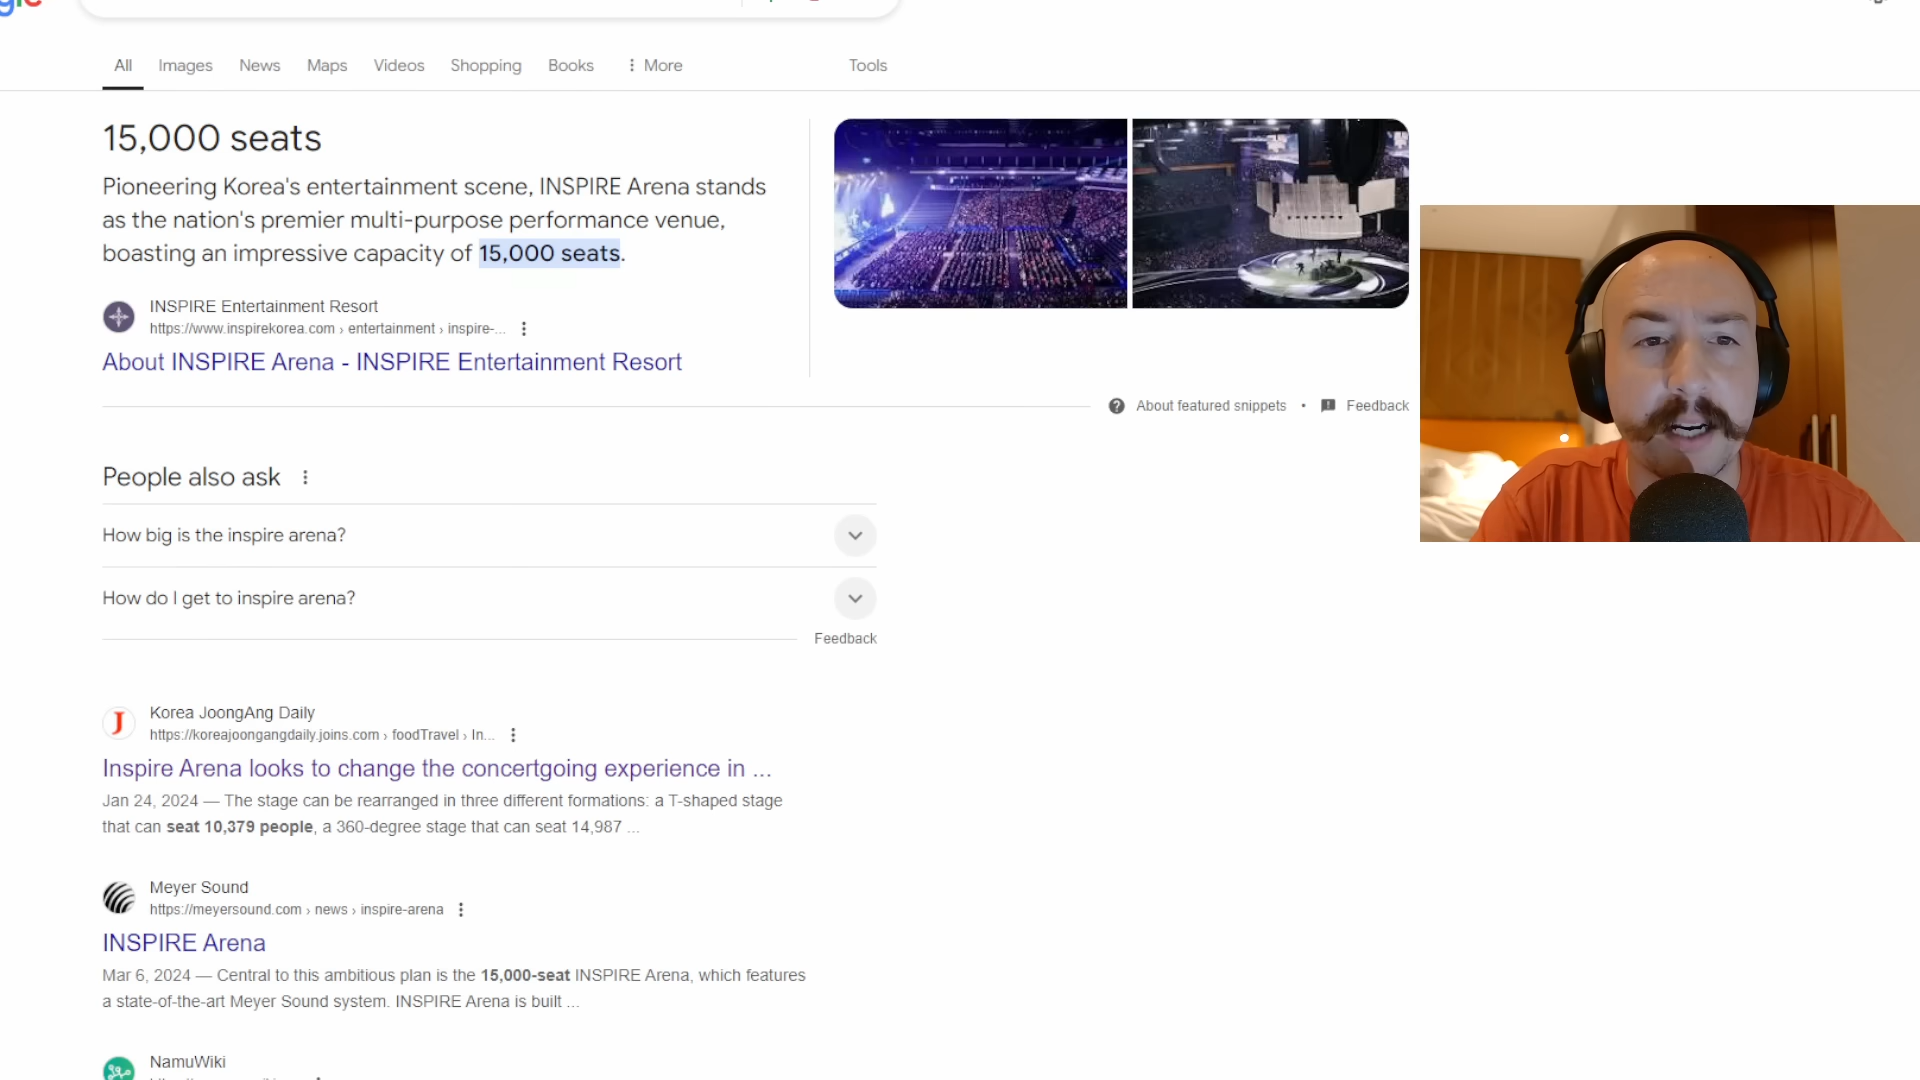 All
Images
News
Maps
Videos
Shopping
Books
More
Tools
15,000 seats
Pioneering Korea's entertainment scene, INSPIRE Arena stands
as the nation's premier multi-purpose performance venue,
boasting an impressive capacity of 15,000 seats.
INSPIRE Entertainment Resort
https://www.inspirekorea.com › entertainment › inspire-...
About INSPIRE Arena - INSPIRE Entertainment Resort
About featured snippets • Feedback
People also ask
How big is the inspire arena?
How do I get to inspire arena?
Feedback
Korea JoongAng Daily
https://koreajoongangdaily.joins.com › foodTravel › In...
Inspire Arena looks to change the concertgoing experience in ...
Jan 24, 2024 — The stage can be rearranged in three different formations: a T-shaped stage
that can seat 10,379 people, a 360-degree stage that can seat 14,987 ...
Meyer Sound
https://meyersound.com › news › inspire-arena
INSPIRE Arena
Mar 6, 2024 — Central to this ambitious plan is the 15,000-seat INSPIRE Arena, which features
a state-of-the-art Meyer Sound system. INSPIRE Arena is built ...
NamuWiki